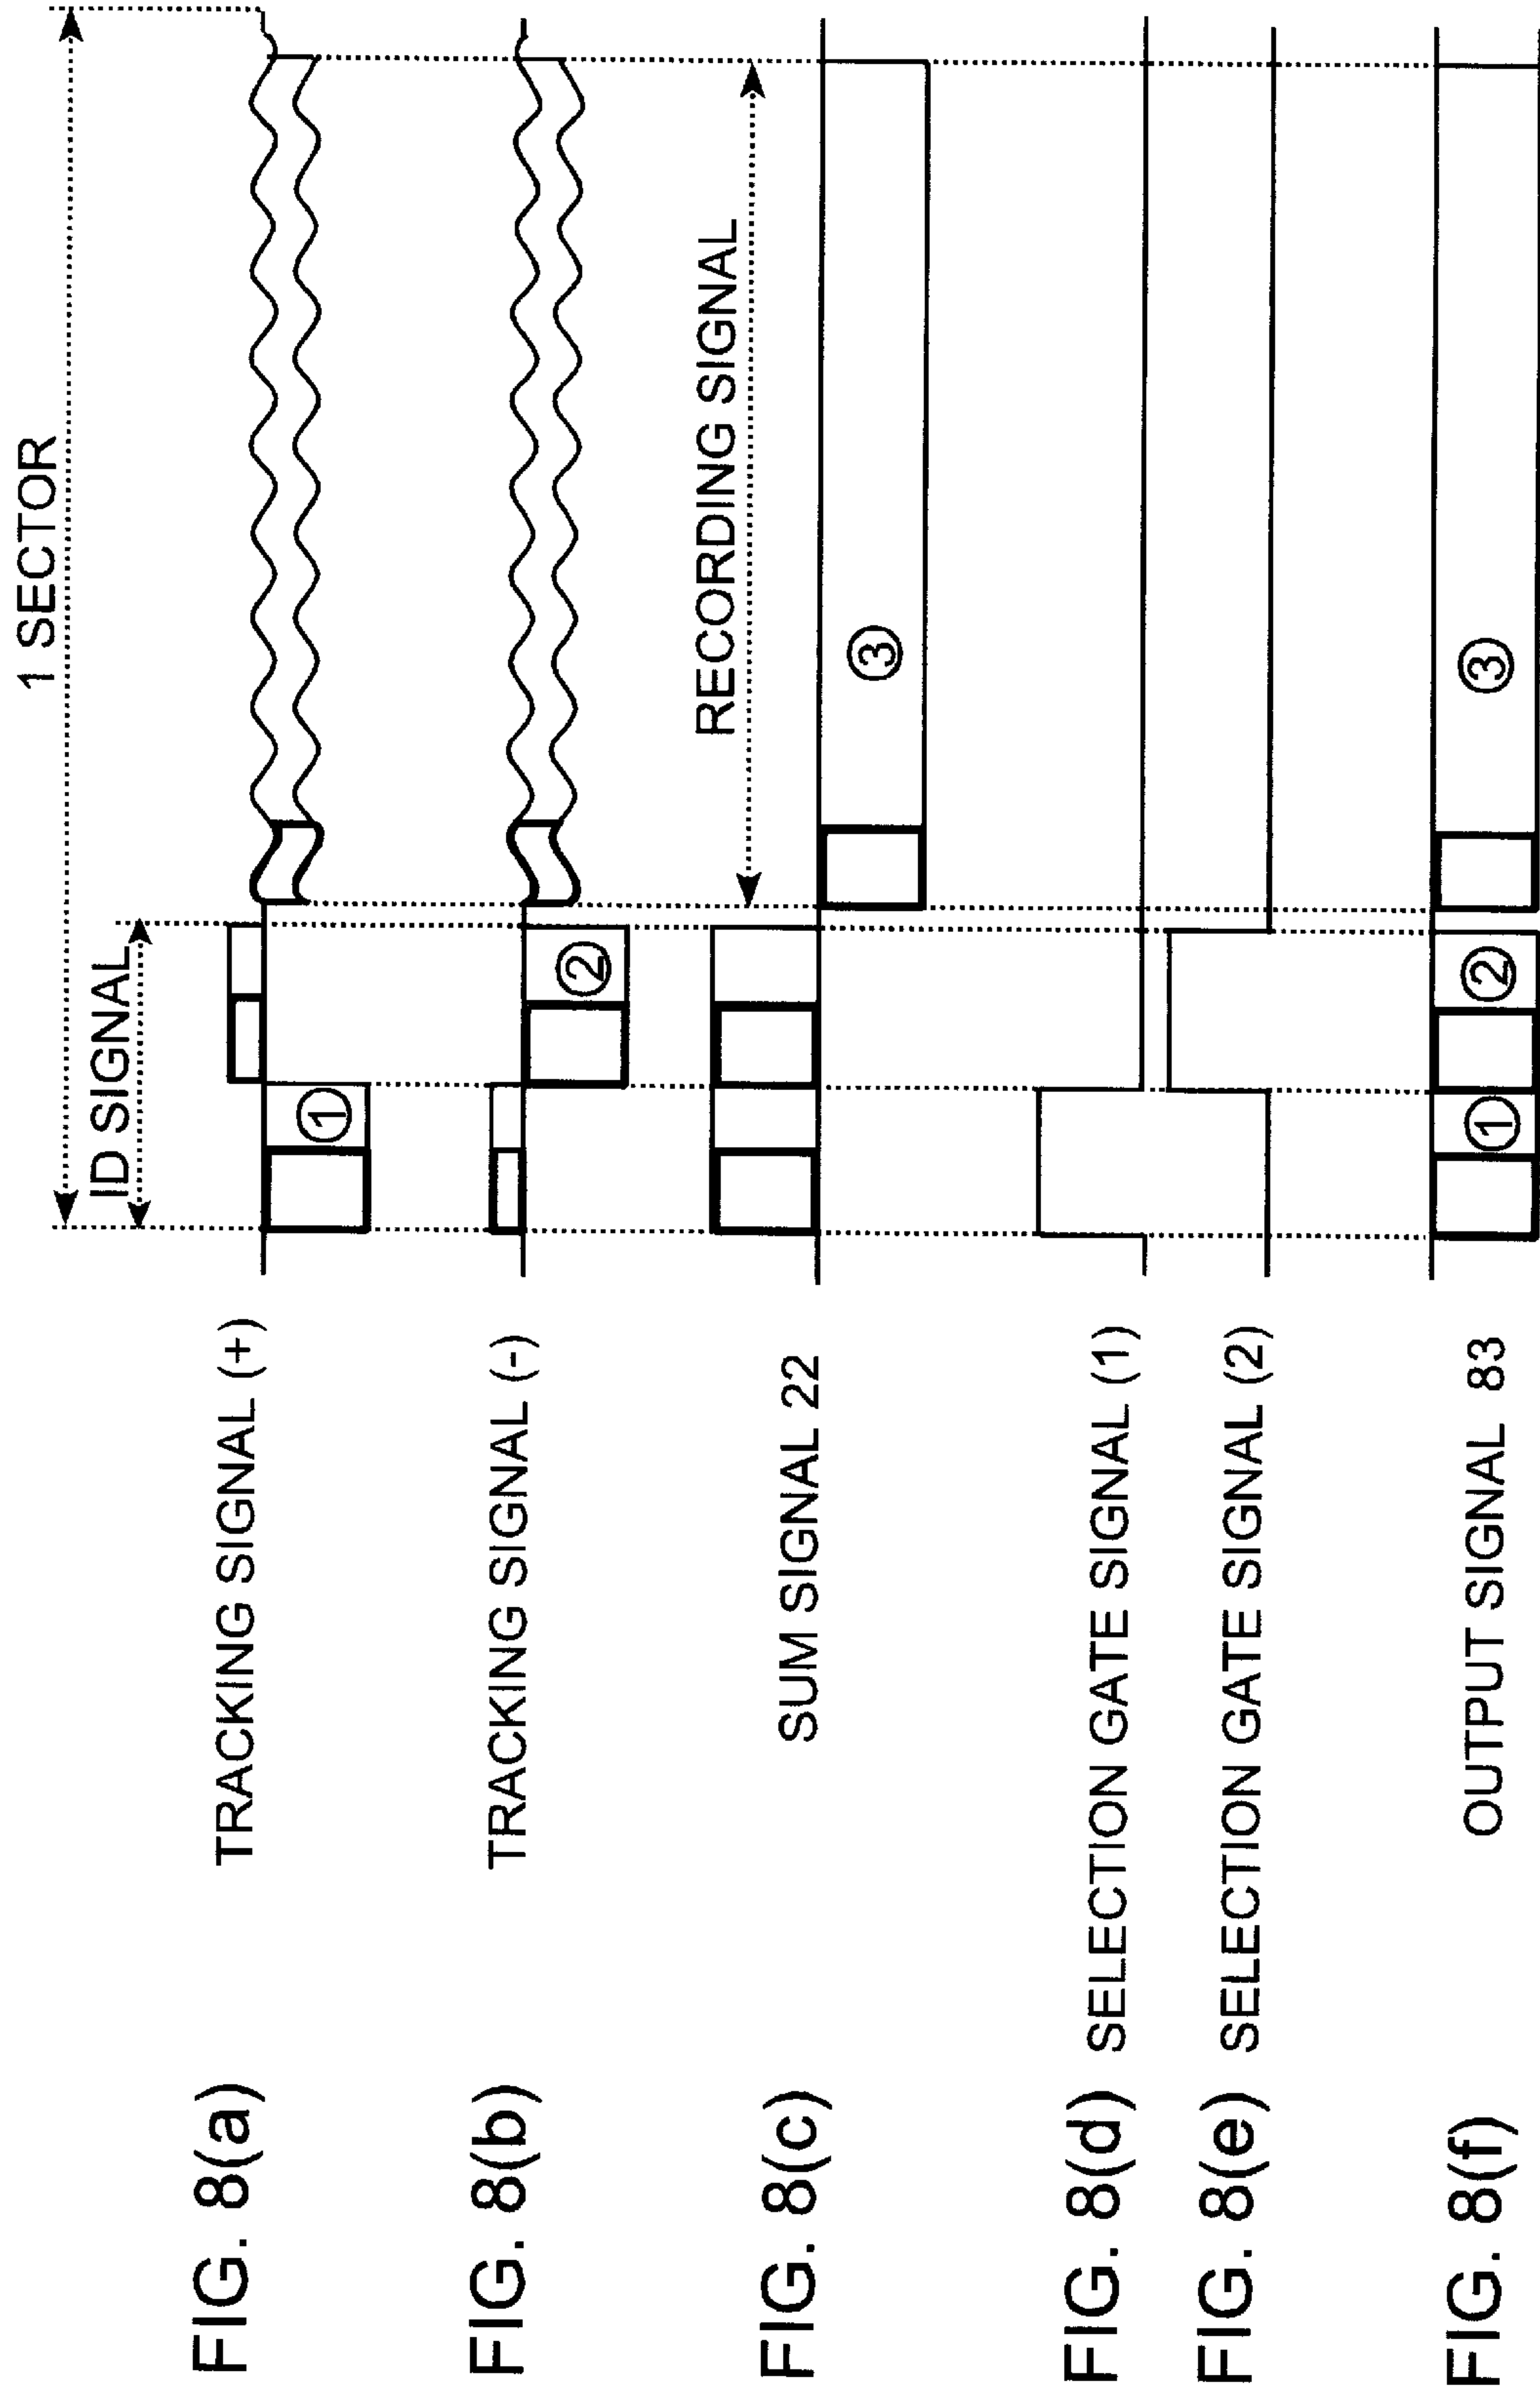 1 SECTOR
ID SIGNAL
FIG. 8(a)
TRACKING SIGNAL (+)
①
FIG. 8(b)
TRACKING SIGNAL (-)
②
RECORDING SIGNAL
FIG. 8(c)
SUM SIGNAL 22
③
FIG. 8(d)
SELECTION GATE SIGNAL (1)
FIG. 8(e)
SELECTION GATE SIGNAL (2)
FIG. 8(f)
OUTPUT SIGNAL 83
①
②
③